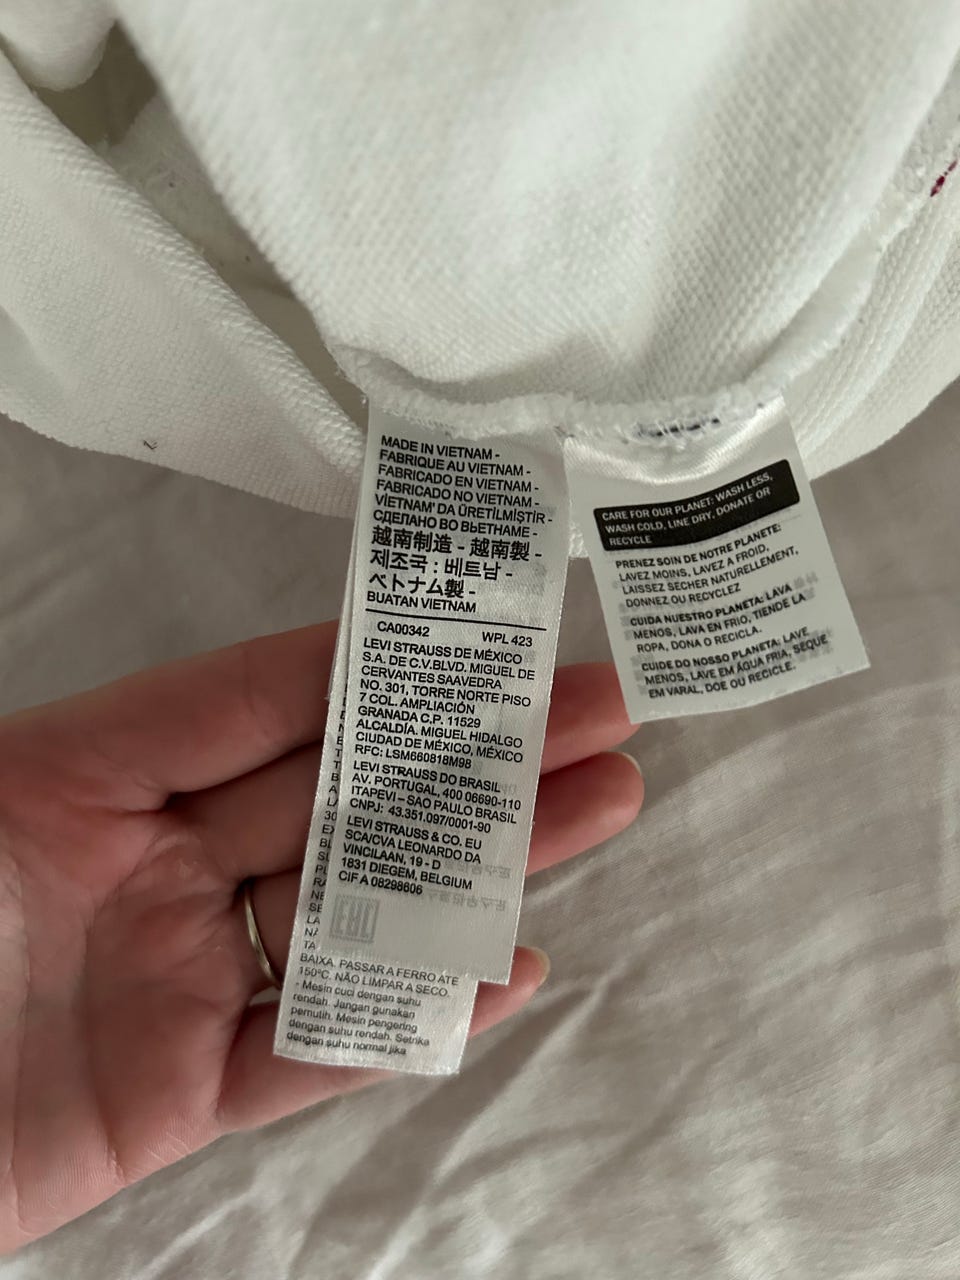 MADE IN VIETNAM -
FABRIQUE AU VIETNAM -
FABRICADO EN VIETNAM -
FABRICADO NO VIETNAM -
VİETNAM' DA ÜRETİLMİŞTİR -
СДЕЛАНО ВО ВЬЕТНАМЕ -
越南制造 - 越南製 -
제조국 : 베트남 -
ベトナム製 -
BUATAN VIETNAM
CA00342 WPL 423
LEVI STRAUSS DE MÉXICO
S.A. DE C.V.BLVD. MIGUEL DE
CERVANTES SAAVEDRA
NO. 301, TORRE NORTE PISO
7 COL. AMPLIACIÓN
GRANADA C.P. 11529
ALCALDÍA. MIGUEL HIDALGO
CIUDAD DE MÉXICO, MÉXICO
RFC: LSM660818M98
LEVI STRAUSS DO BRASIL
AV. PORTUGAL, 400 06690-110
ITAPEVI – SAO PAULO BRASIL
CNPJ: 43.351.097/0001-90
LEVI STRAUSS & CO. EU
SCA/CVA LEONARDO DA
VINCILAAN, 19 - D
1831 DIEGEM, BELGIUM
CIF A 08298606
EAC
BAIXA. PASSAR A FERRO ATE
150°C. NÃO LIMPAR A SECO.
- Mesin cuci dengan suhu
rendah. Jangan gunakan
pemutih. Mesin pengering
dengan suhu rendah. Setrika
dengan suhu normal jika
CARE FOR OUR PLANET: WASH LESS,
WASH COLD, LINE DRY, DONATE OR
RECYCLE
PRENEZ SOIN DE NOTRE PLANETE:
LAVEZ MOINS, LAVEZ A FROID,
LAISSEZ SECHER NATURELLEMENT,
DONNEZ OU RECYCLEZ
CUIDA NUESTRO PLANETA: LAVA
MENOS, LAVA EN FRIO, TIENDE LA
ROPA, DONA O RECICLA.
CUIDE DO NOSSO PLANETA: LAVE
MENOS, LAVE EM ÁGUA FRIA, SEQUE
EM VARAL, DOE OU RECICLE.